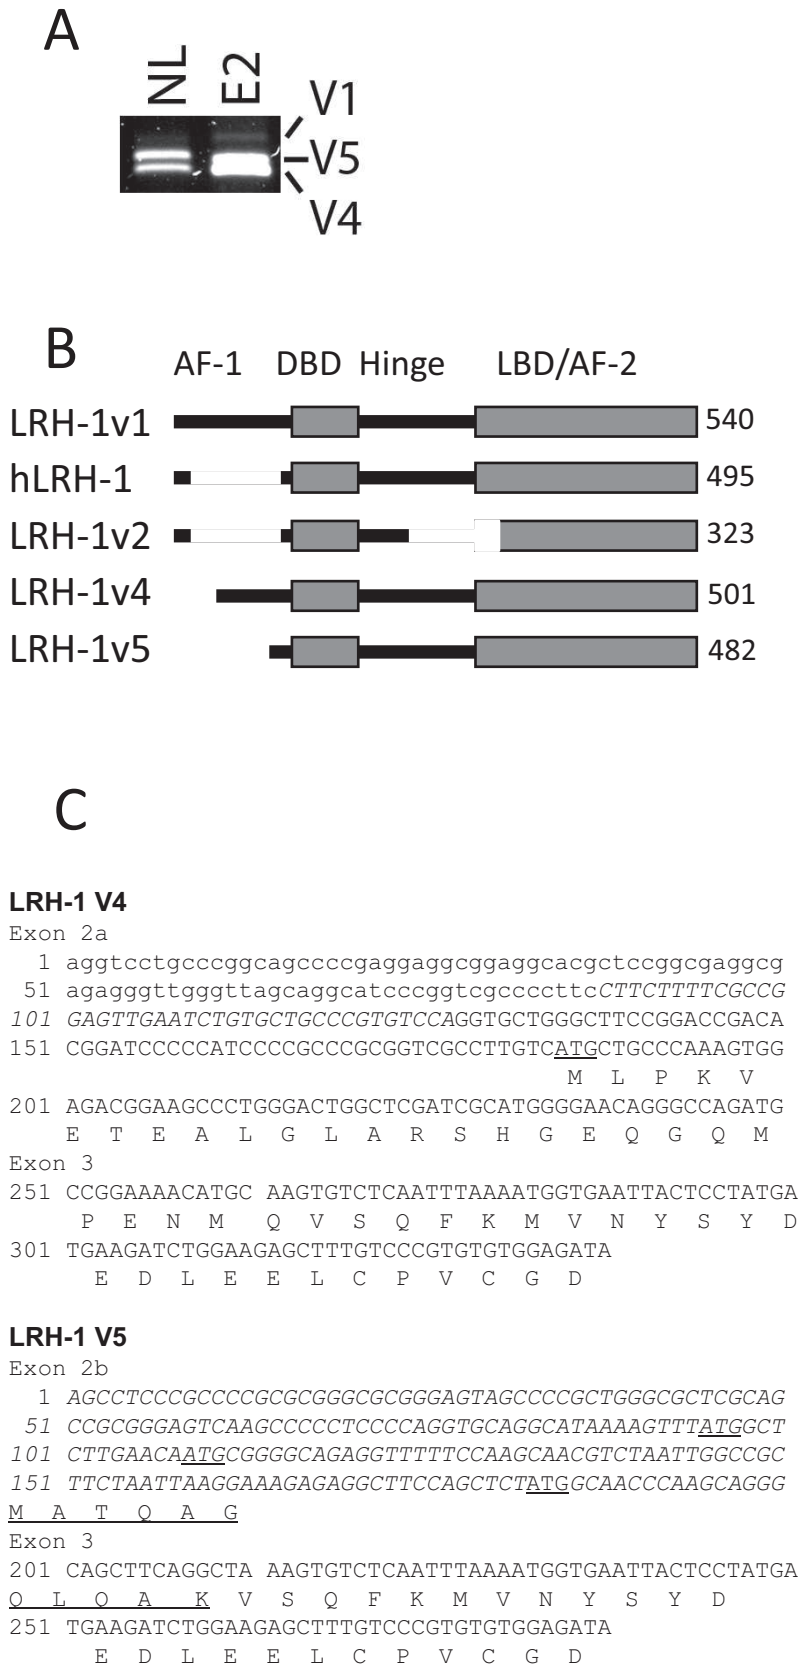 A
NL E2
V1
V5
V4
B
AF-1 DBD Hinge LBD/AF-2
LRH-1v1 540
hLRH-1 495
LRH-1v2 323
LRH-1v4 501
LRH-1v5 482
C
LRH-1 V4
Exon 2a
1 aggtcctgcccggcagccccgaggaggcggaggcacgctccggcgaggcg
51 agagggttgggttagcaggcatcccggtcgccccttcCTTCTTTTCGCCG
101 GAGTTGAATCTGTGCTGCCCGTGTCCAGGTGCTGGGCTTCCGGACCGACA
151 CGGATCCCCCATCCCCGCCCGCGGTCGCCTTGTCATGCTGCCCAAAGTGG
M L P K V
201 AGACGGAAGCCCTGGGACTGGCTCGATCGCATGGGGAACAGGGCCAGATG
E T E A L G L A R S H G E Q G Q M
Exon 3
251 CCGGAAAACATGC AAGTGTCTCAATTTAAAATGGTGAATTACTCCTATGA
P E N M Q V S Q F K M V N Y S Y D
301 TGAAGATCTGGAAGAGCTTTGTCCCGTGTGTGGAGATA
E D L E E L C P V C G D
LRH-1 V5
Exon 2b
1 AGCCTCCCGCCCCGCGCGGGCGCGGGAGTAGCCCCGCTGGGCGCTCGCAG
51 CCGCGGGAGTCAAGCCCCCTCCCCAGGTGCAGGCATAAAAGTTTATGGCT
101 CTTGAACAATGCGGGGCAGAGGTTTTTCCAAGCAACGTCTAATTGGCCGC
151 TTCTAATTAAGGAAAGAGAGGCTTCCAGCTCTATGGCAACCCAAGCAGGG
M A T Q A G
Exon 3
201 CAGCTTCAGGCTA AAGTGTCTCAATTTAAAATGGTGAATTACTCCTATGA
Q L Q A K V S Q F K M V N Y S Y D
251 TGAAGATCTGGAAGAGCTTTGTCCCGTGTGTGGAGATA
E D L E E L C P V C G D